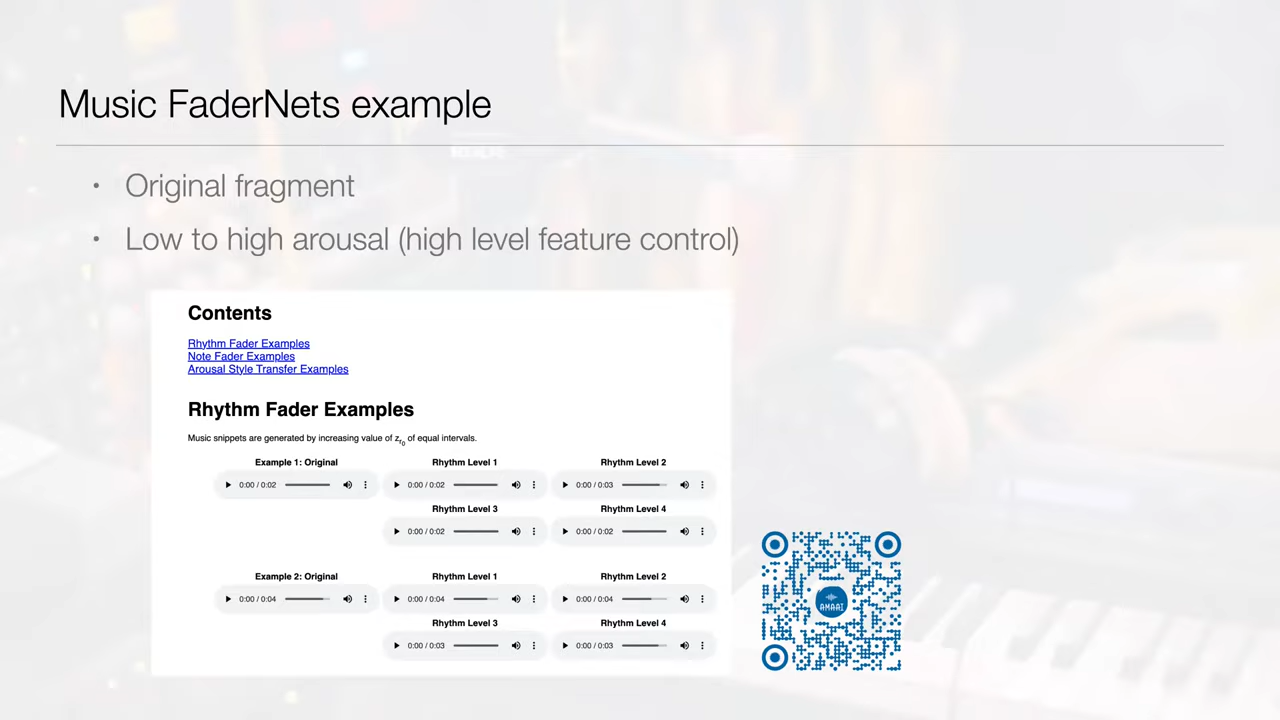 Music FaderNets example
• Original fragment
• Low to high arousal (high level feature control)
Contents
Rhythm Fader Examples
Note Fader Examples
Arousal Style Transfer Examples
Rhythm Fader Examples
Music snippets are generated by increasing value of z_r_0 of equal intervals.
Example 1: Original Rhythm Level 1 Rhythm Level 2
0:00 / 0:02 0:00 / 0:02 0:00 / 0:03
Rhythm Level 3 Rhythm Level 4
0:00 / 0:02 0:00 / 0:02
Example 2: Original Rhythm Level 1 Rhythm Level 2
0:00 / 0:04 0:00 / 0:04 0:00 / 0:04
Rhythm Level 3 Rhythm Level 4
0:00 / 0:03 0:00 / 0:03
AMAAI